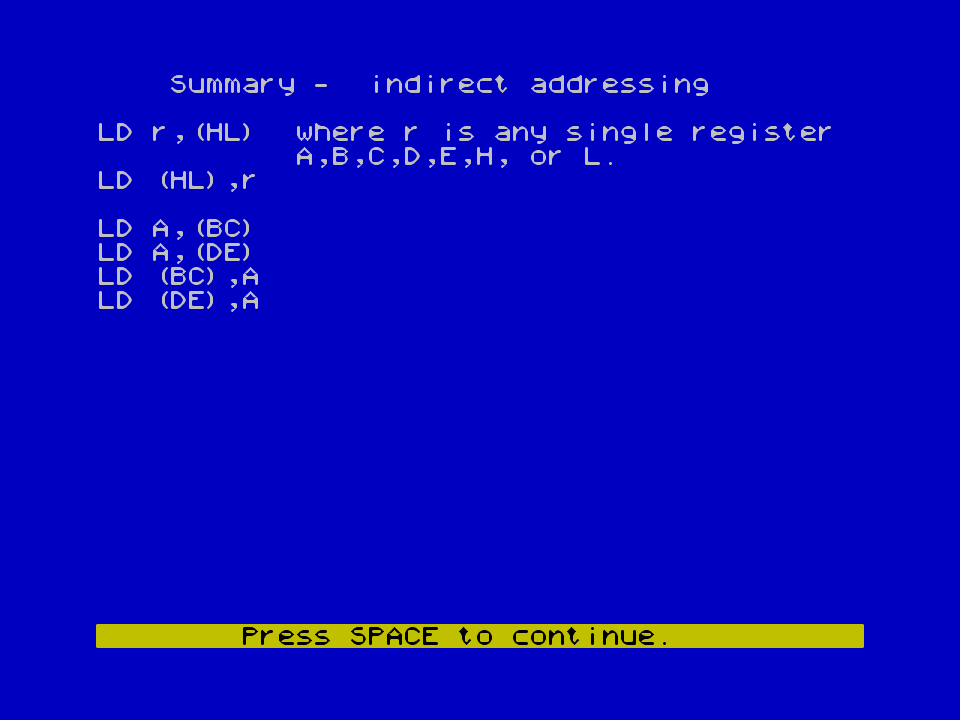 Summary - indirect addressing
LD r,(HL) where r is any single register
A,B,C,D,E,H, or L.
LD (HL),r
LD A,(BC)
LD A,(DE)
LD (BC),A
LD (DE),A
Press SPACE to continue.